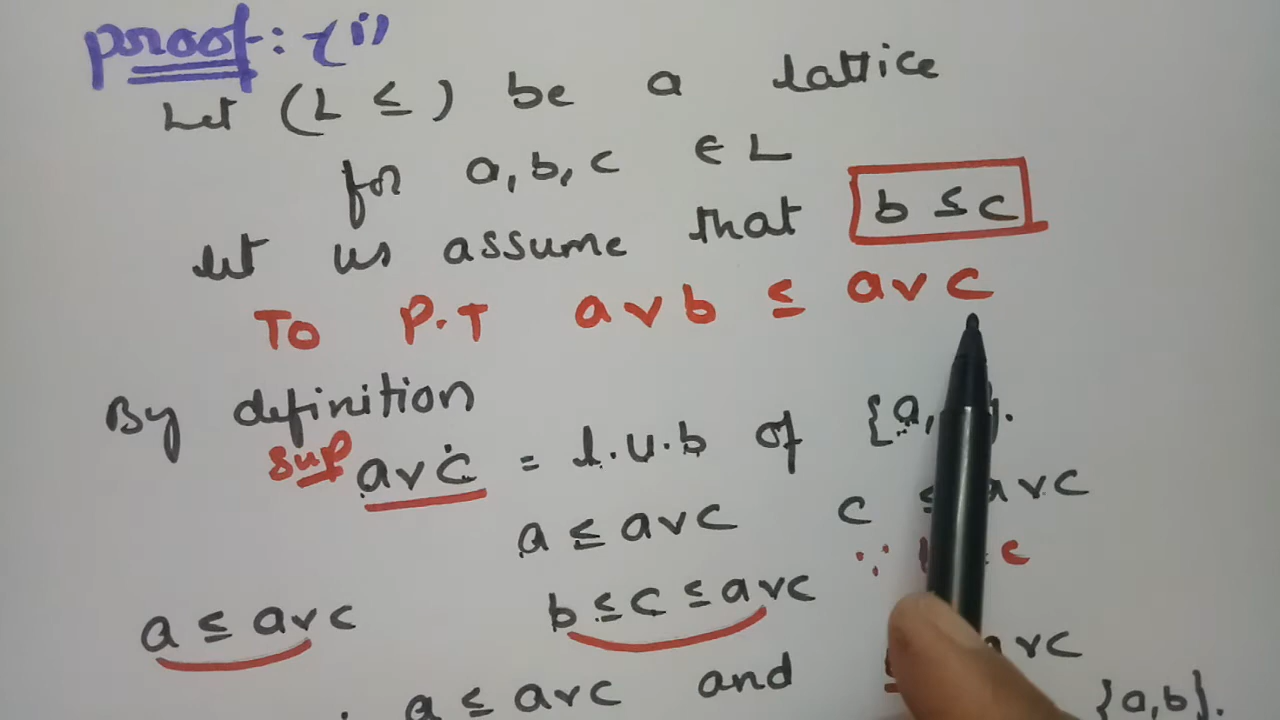 proof: (i)
Let (L ≤) be a lattice
for a, b, c ∈ L
let us assume that b ≤ c
To P.T a v b ≤ a v c
By definition
sup a v c = l.u.b of {a, }.
a ≤ a v c c ≤ a v c
∵ c
a ≤ a v c b ≤ c ≤ a v c
a ≤ a v c and a v c
{a,b}.